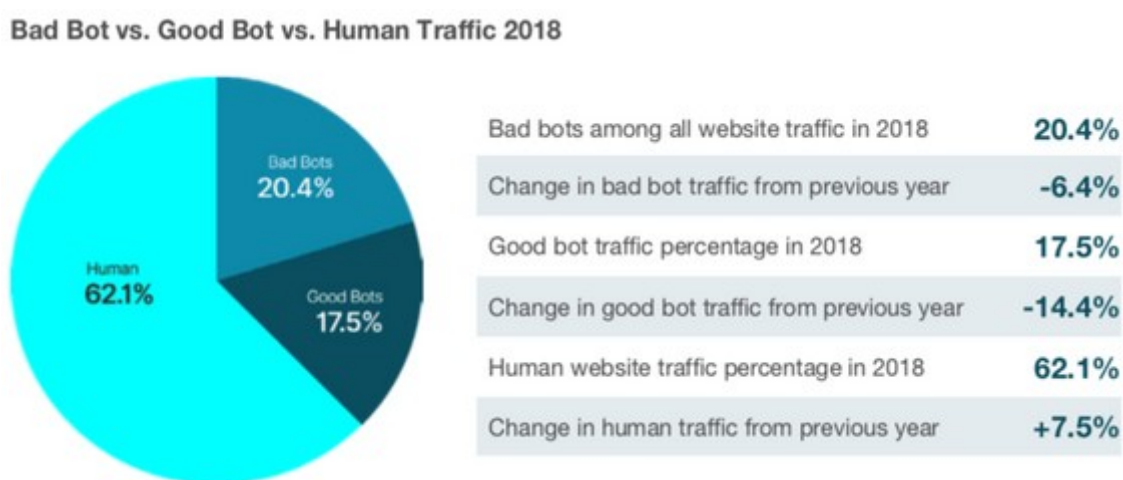 Bad Bot vs. Good Bot vs. Human Traffic 2018
Bad Bots
20.4%
Human
62.1%
Good Bots
17.5%
Bad bots among all website traffic in 2018 20.4%
Change in bad bot traffic from previous year -6.4%
Good bot traffic percentage in 2018 17.5%
Change in good bot traffic from previous year -14.4%
Human website traffic percentage in 2018 62.1%
Change in human traffic from previous year +7.5%